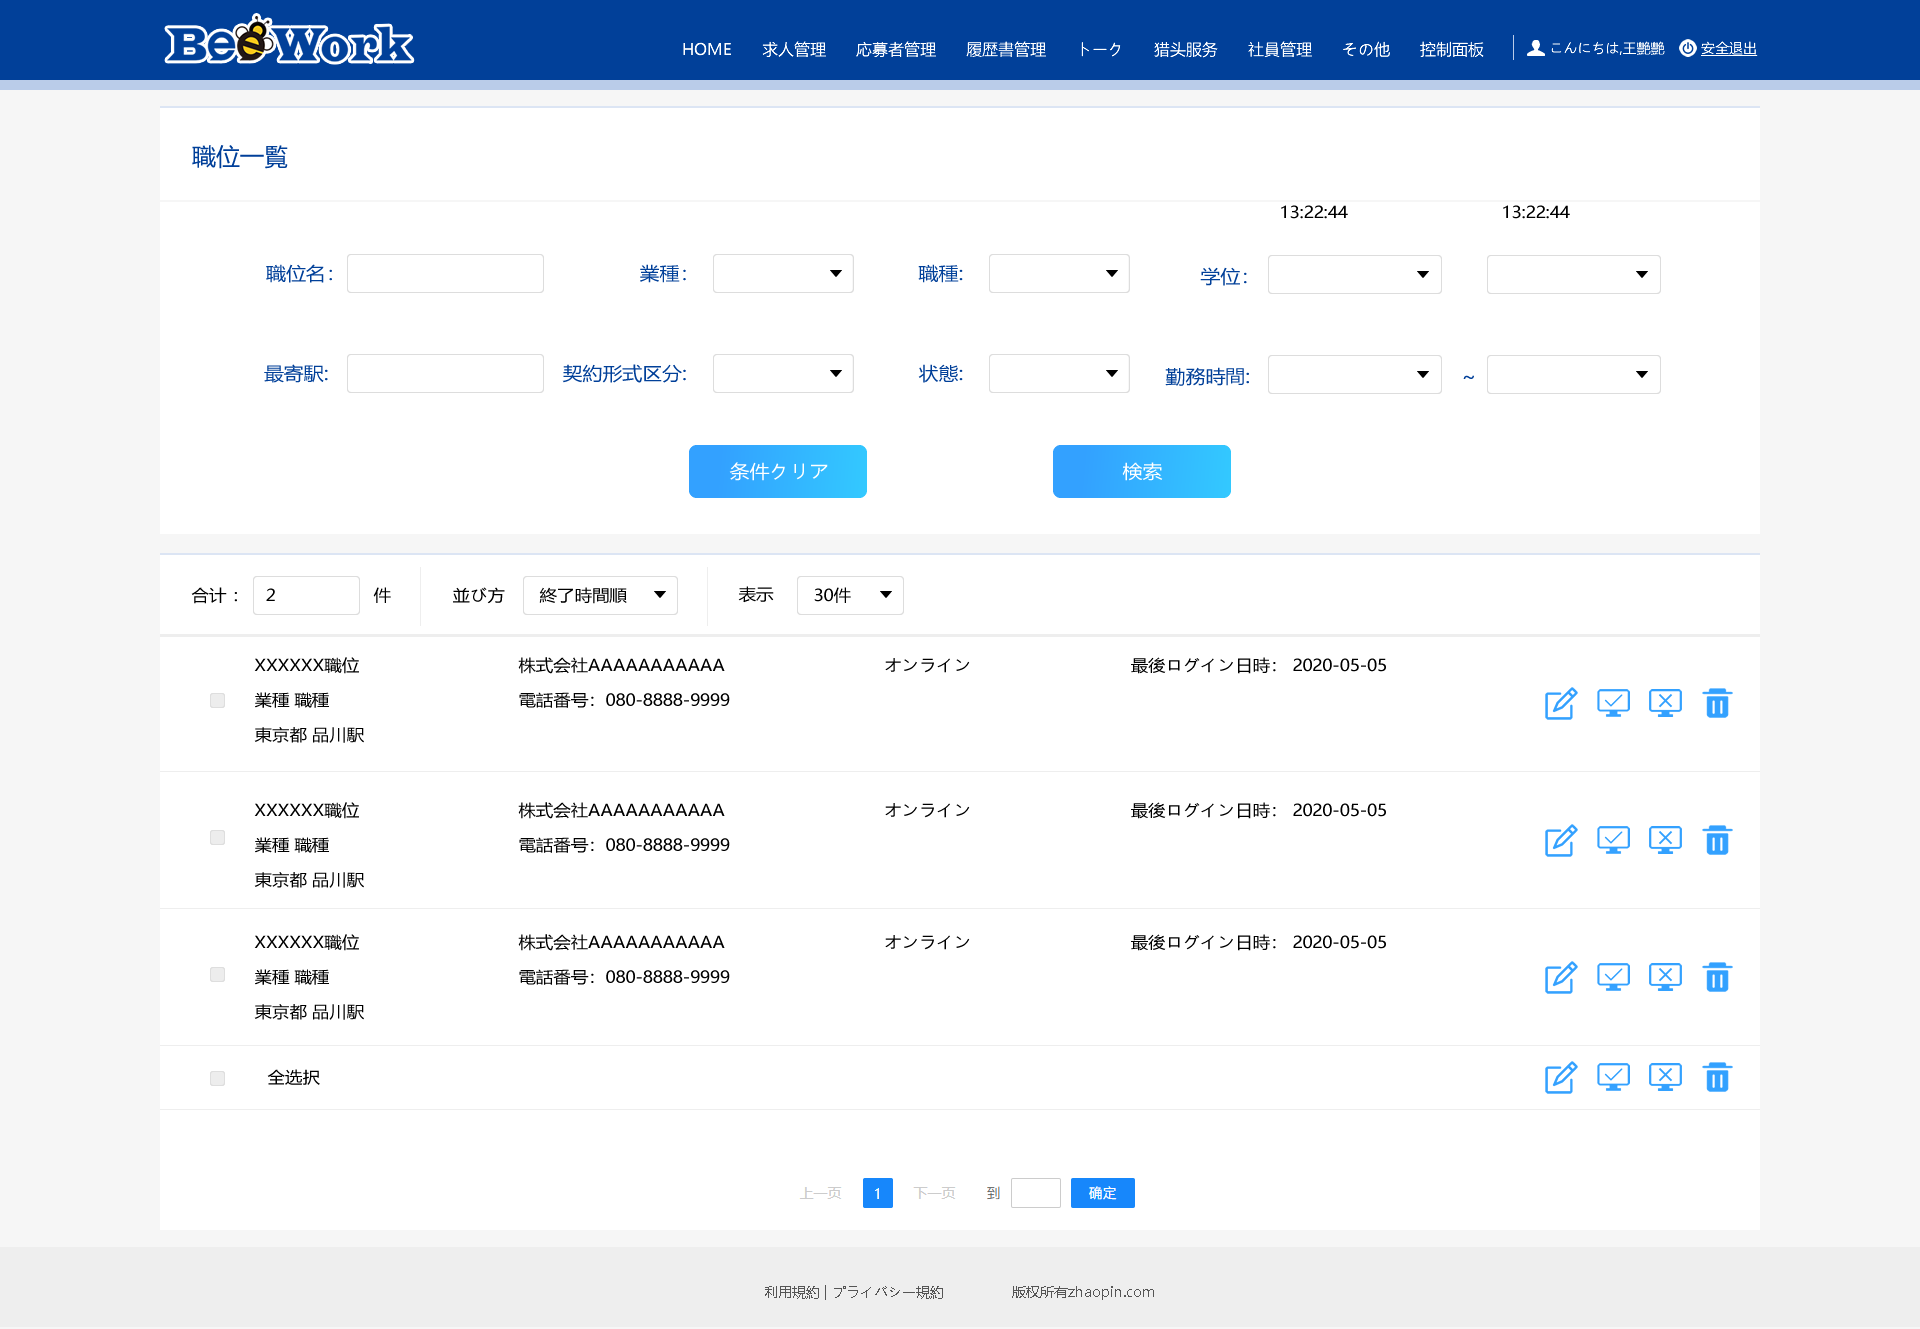 BeeWork
HOME 求人管理 応募者管理 履歴書管理 トーク 猎头服务 社員管理 その他 控制面板 こんにちは,王艷艷 安全退出
職位一覧
13:22:44 13:22:44
職位名： 業種： 職種: 学位：
最寄駅: 契約形式区分: 状態: 勤務時間: ~
条件クリア 検索
合计： 2 件 並び方 終了時間順 表示 30件
XXXXXX職位 株式会社AAAAAAAAAAA オンライン 最後ログイン日時： 2020-05-05
業種 職種 電話番号：080-8888-9999
東京都 品川駅
XXXXXX職位 株式会社AAAAAAAAAAA オンライン 最後ログイン日時： 2020-05-05
業種 職種 電話番号：080-8888-9999
東京都 品川駅
XXXXXX職位 株式会社AAAAAAAAAAA オンライン 最後ログイン日時： 2020-05-05
業種 職種 電話番号：080-8888-9999
東京都 品川駅
全选択
上一页 1 下一页 到 确定
利用規約 | プライバシー規約 版权所有zhaopin.com